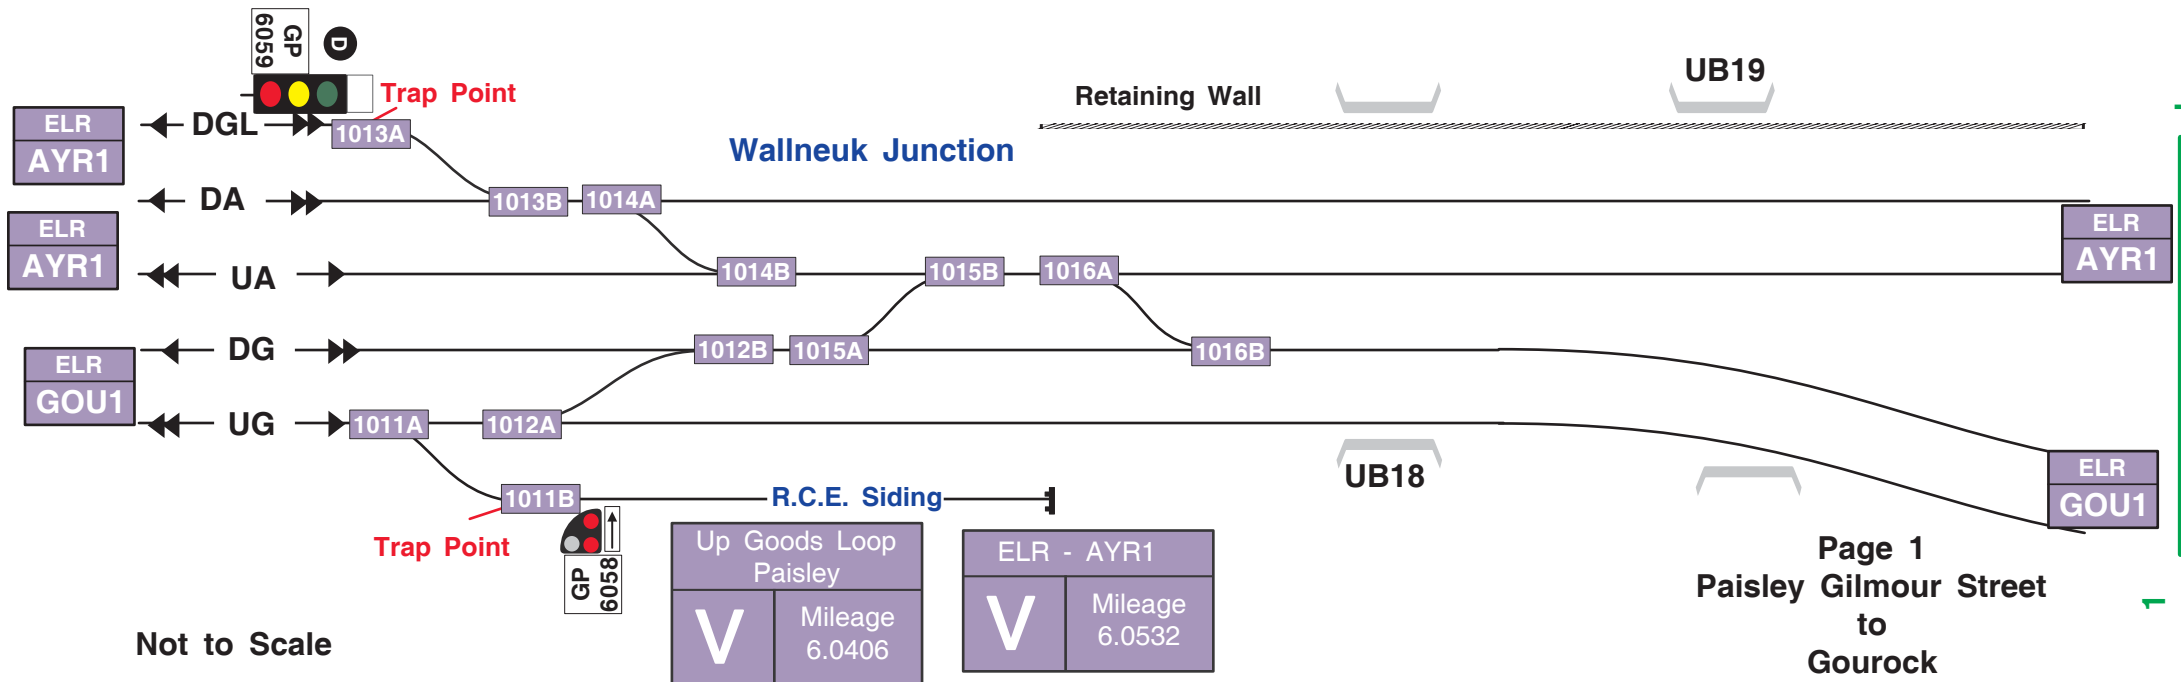 GP
6059
D
Trap Point
ELR
AYR1
DGL
1013A
Wallneuk Junction
Retaining Wall
UB19
DA
1013B
1014A
ELR
AYR1
UA
1014B
1015B
1016A
ELR
AYR1
DG
1012B
1015A
1016B
ELR
GOU1
UG
1011A
1012A
UB18
1011B
R.C.E. Siding
Trap Point
GP
6058
ELR
GOU1
Up Goods Loop
Paisley
V
Mileage
6.0406
ELR - AYR1
V
Mileage
6.0532
Page 1
Paisley Gilmour Street
to
Gourock
1
Not to Scale